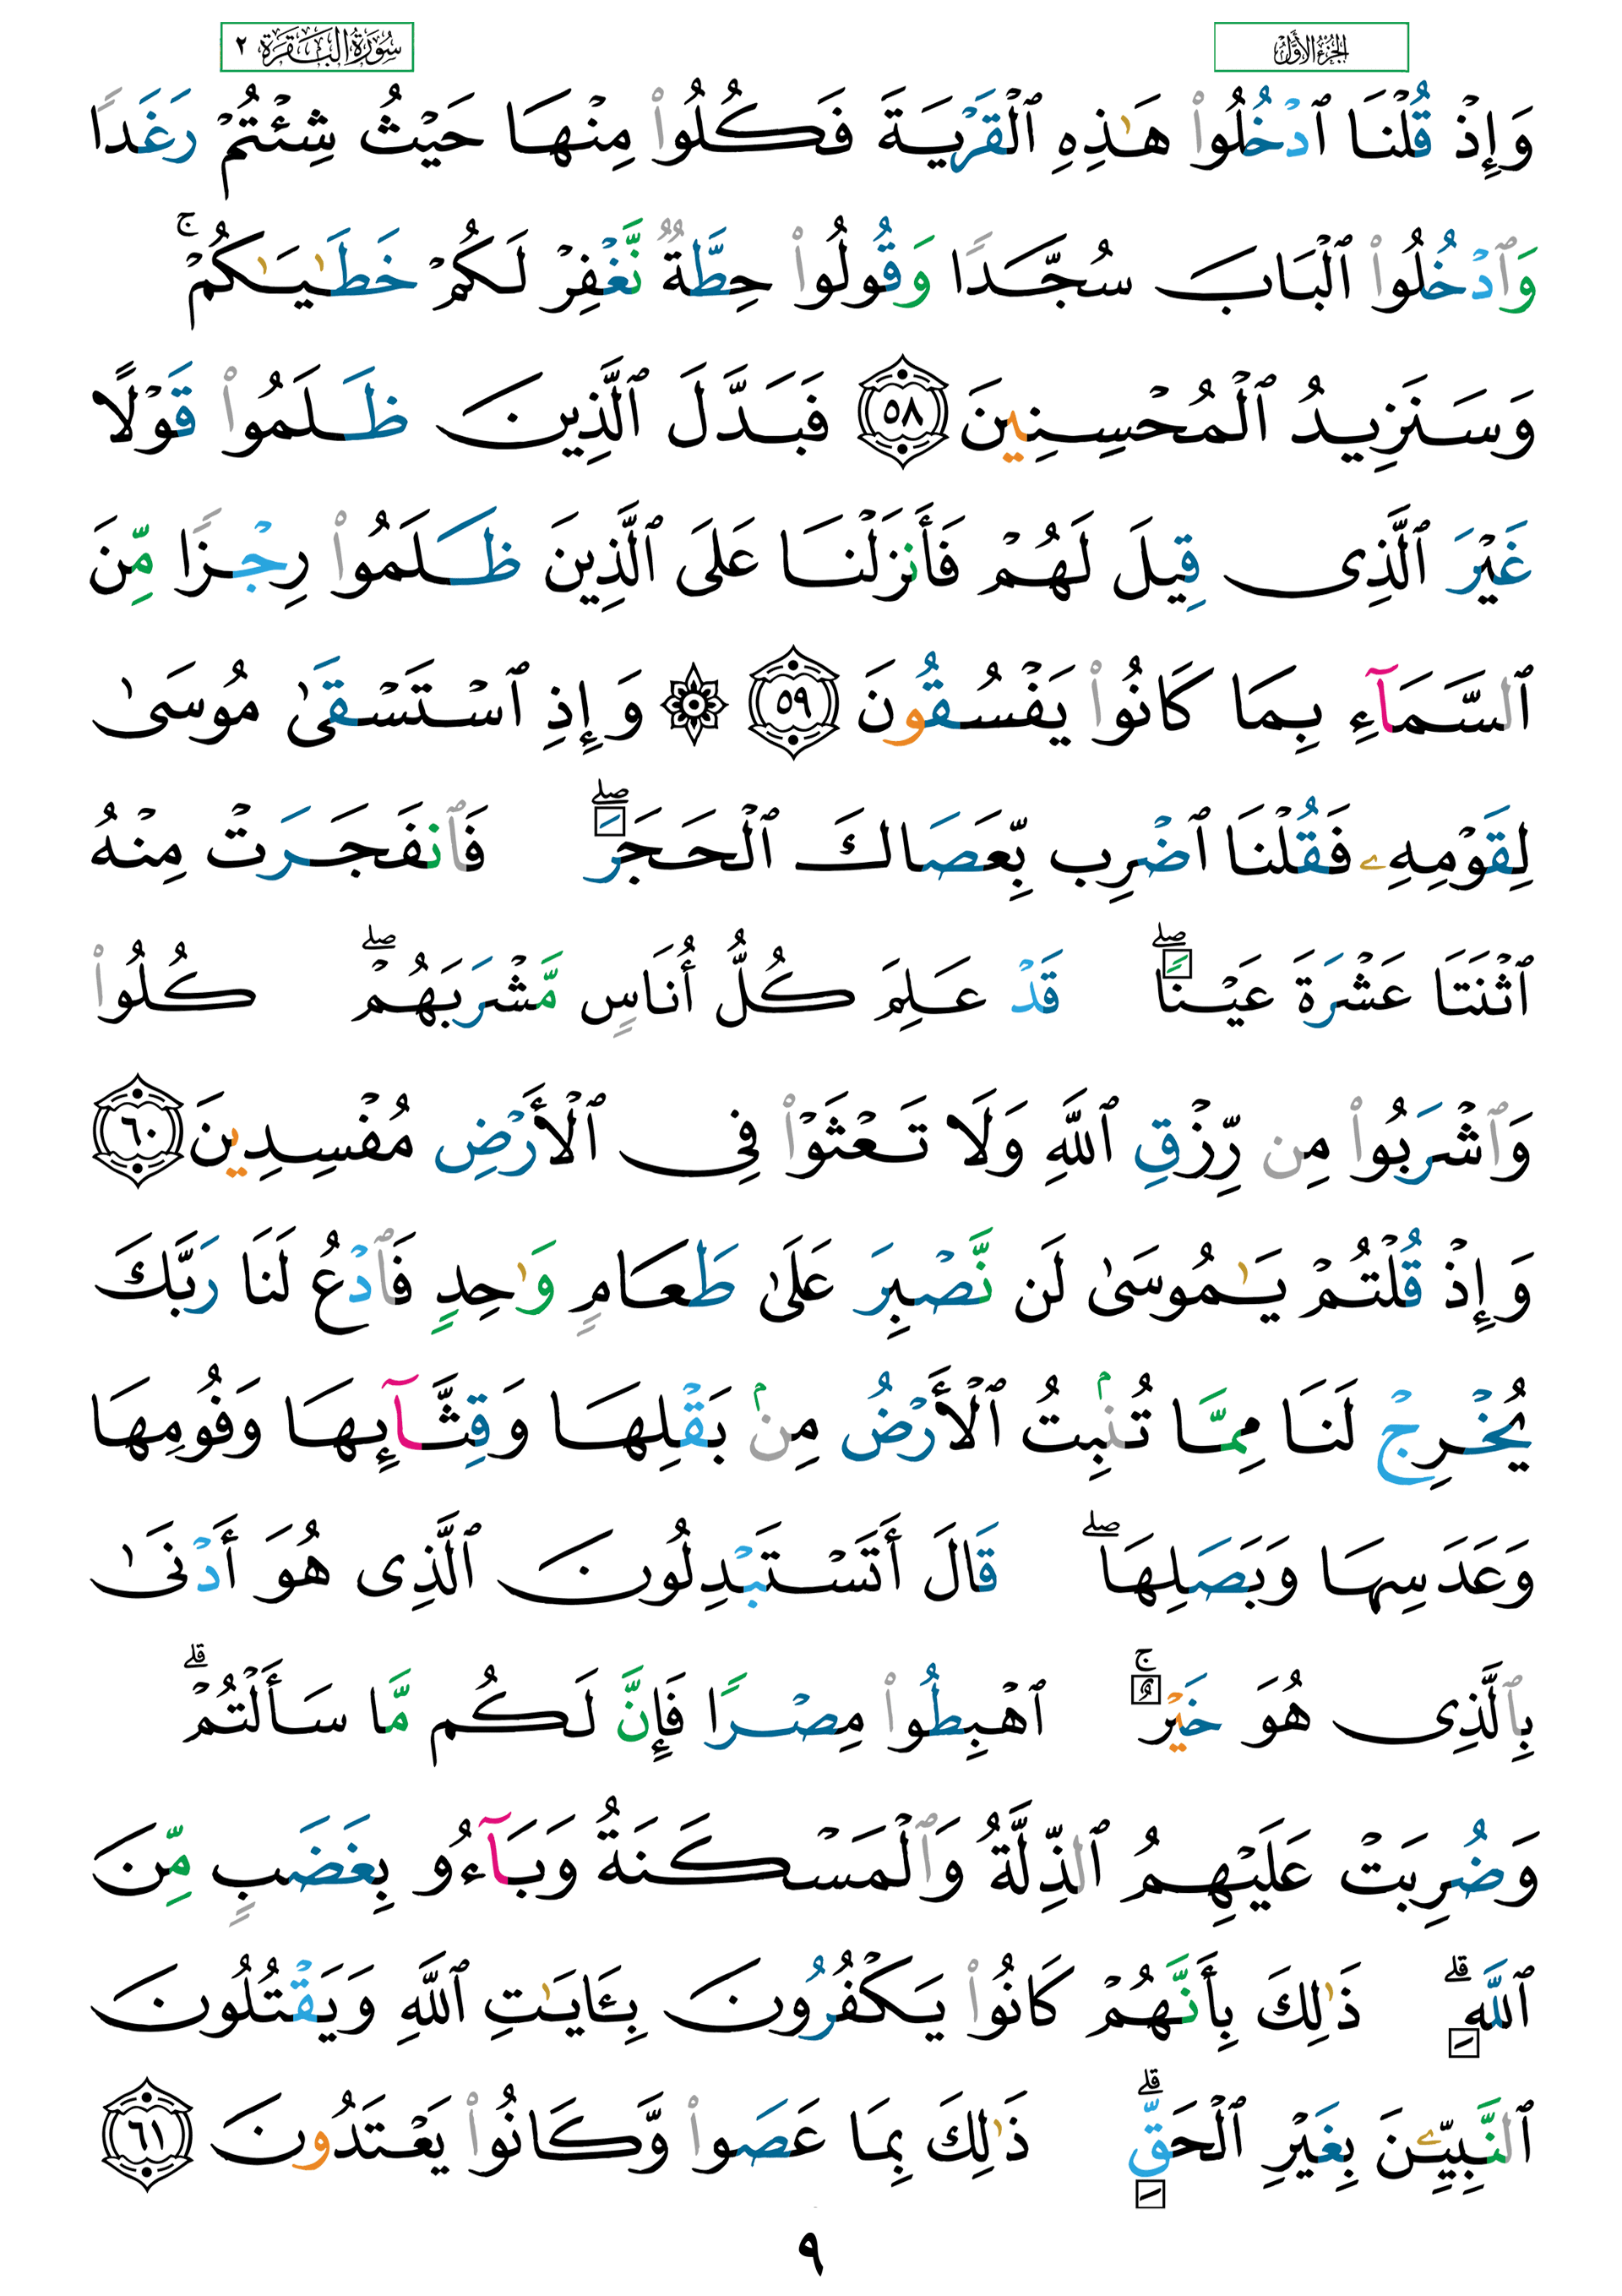 الجزء الأول
سورة البقرة ٢
وَإِذْ قُلْنَا ٱدْخُلُوا۟ هَـٰذِهِ ٱلْقَرْيَةَ فَكُلُوا۟ مِنْهَا حَيْثُ شِئْتُمْ رَغَدًا
وَٱدْخُلُوا۟ ٱلْبَابَ سُجَّدًا وَقُولُوا۟ حِطَّةٌ نَّغْفِرْ لَكُمْ خَطَـٰيَـٰكُمْ ۚ
وَسَنَزِيدُ ٱلْمُحْسِنِينَ ٥٨ فَبَدَّلَ ٱلَّذِينَ ظَلَمُوا۟ قَوْلًا
غَيْرَ ٱلَّذِى قِيلَ لَهُمْ فَأَنزَلْنَا عَلَى ٱلَّذِينَ ظَلَمُوا۟ رِجْزًا مِّنَ
ٱلسَّمَآءِ بِمَا كَانُوا۟ يَفْسُقُونَ ٥٩ ۞ وَإِذِ ٱسْتَسْقَىٰ مُوسَىٰ
لِقَوْمِهِۦ فَقُلْنَا ٱضْرِب بِّعَصَاكَ ٱلْحَجَرَ ۖ فَٱنفَجَرَتْ مِنْهُ
ٱثْنَتَا عَشْرَةَ عَيْنًا ۖ قَدْ عَلِمَ كُلُّ أُنَاسٍ مَّشْرَبَهُمْ ۖ كُلُوا۟
وَٱشْرَبُوا۟ مِن رِّزْقِ ٱللَّهِ وَلَا تَعْثَوْا۟ فِى ٱلْأَرْضِ مُفْسِدِينَ ٦٠
وَإِذْ قُلْتُمْ يَـٰمُوسَىٰ لَن نَّصْبِرَ عَلَىٰ طَعَامٍ وَٰحِدٍ فَٱدْعُ لَنَا رَبَّكَ
يُخْرِجْ لَنَا مِمَّا تُنۢبِتُ ٱلْأَرْضُ مِنۢ بَقْلِهَا وَقِثَّآئِهَا وَفُومِهَا
وَعَدَسِهَا وَبَصَلِهَا ۖ قَالَ أَتَسْتَبْدِلُونَ ٱلَّذِى هُوَ أَدْنَىٰ
بِٱلَّذِى هُوَ خَيْرٌ ۚ ٱهْبِطُوا۟ مِصْرًا فَإِنَّ لَكُم مَّا سَأَلْتُمْ ۗ
وَضُرِبَتْ عَلَيْهِمُ ٱلذِّلَّةُ وَٱلْمَسْكَنَةُ وَبَآءُو بِغَضَبٍ مِّنَ
ٱللَّهِ ۗ ذَٰلِكَ بِأَنَّهُمْ كَانُوا۟ يَكْفُرُونَ بِـَٔايَـٰتِ ٱللَّهِ وَيَقْتُلُونَ
ٱلنَّبِيِّـۧنَ بِغَيْرِ ٱلْحَقِّ ۗ ذَٰلِكَ بِمَا عَصَوا۟ وَّكَانُوا۟ يَعْتَدُونَ ٦١
٩